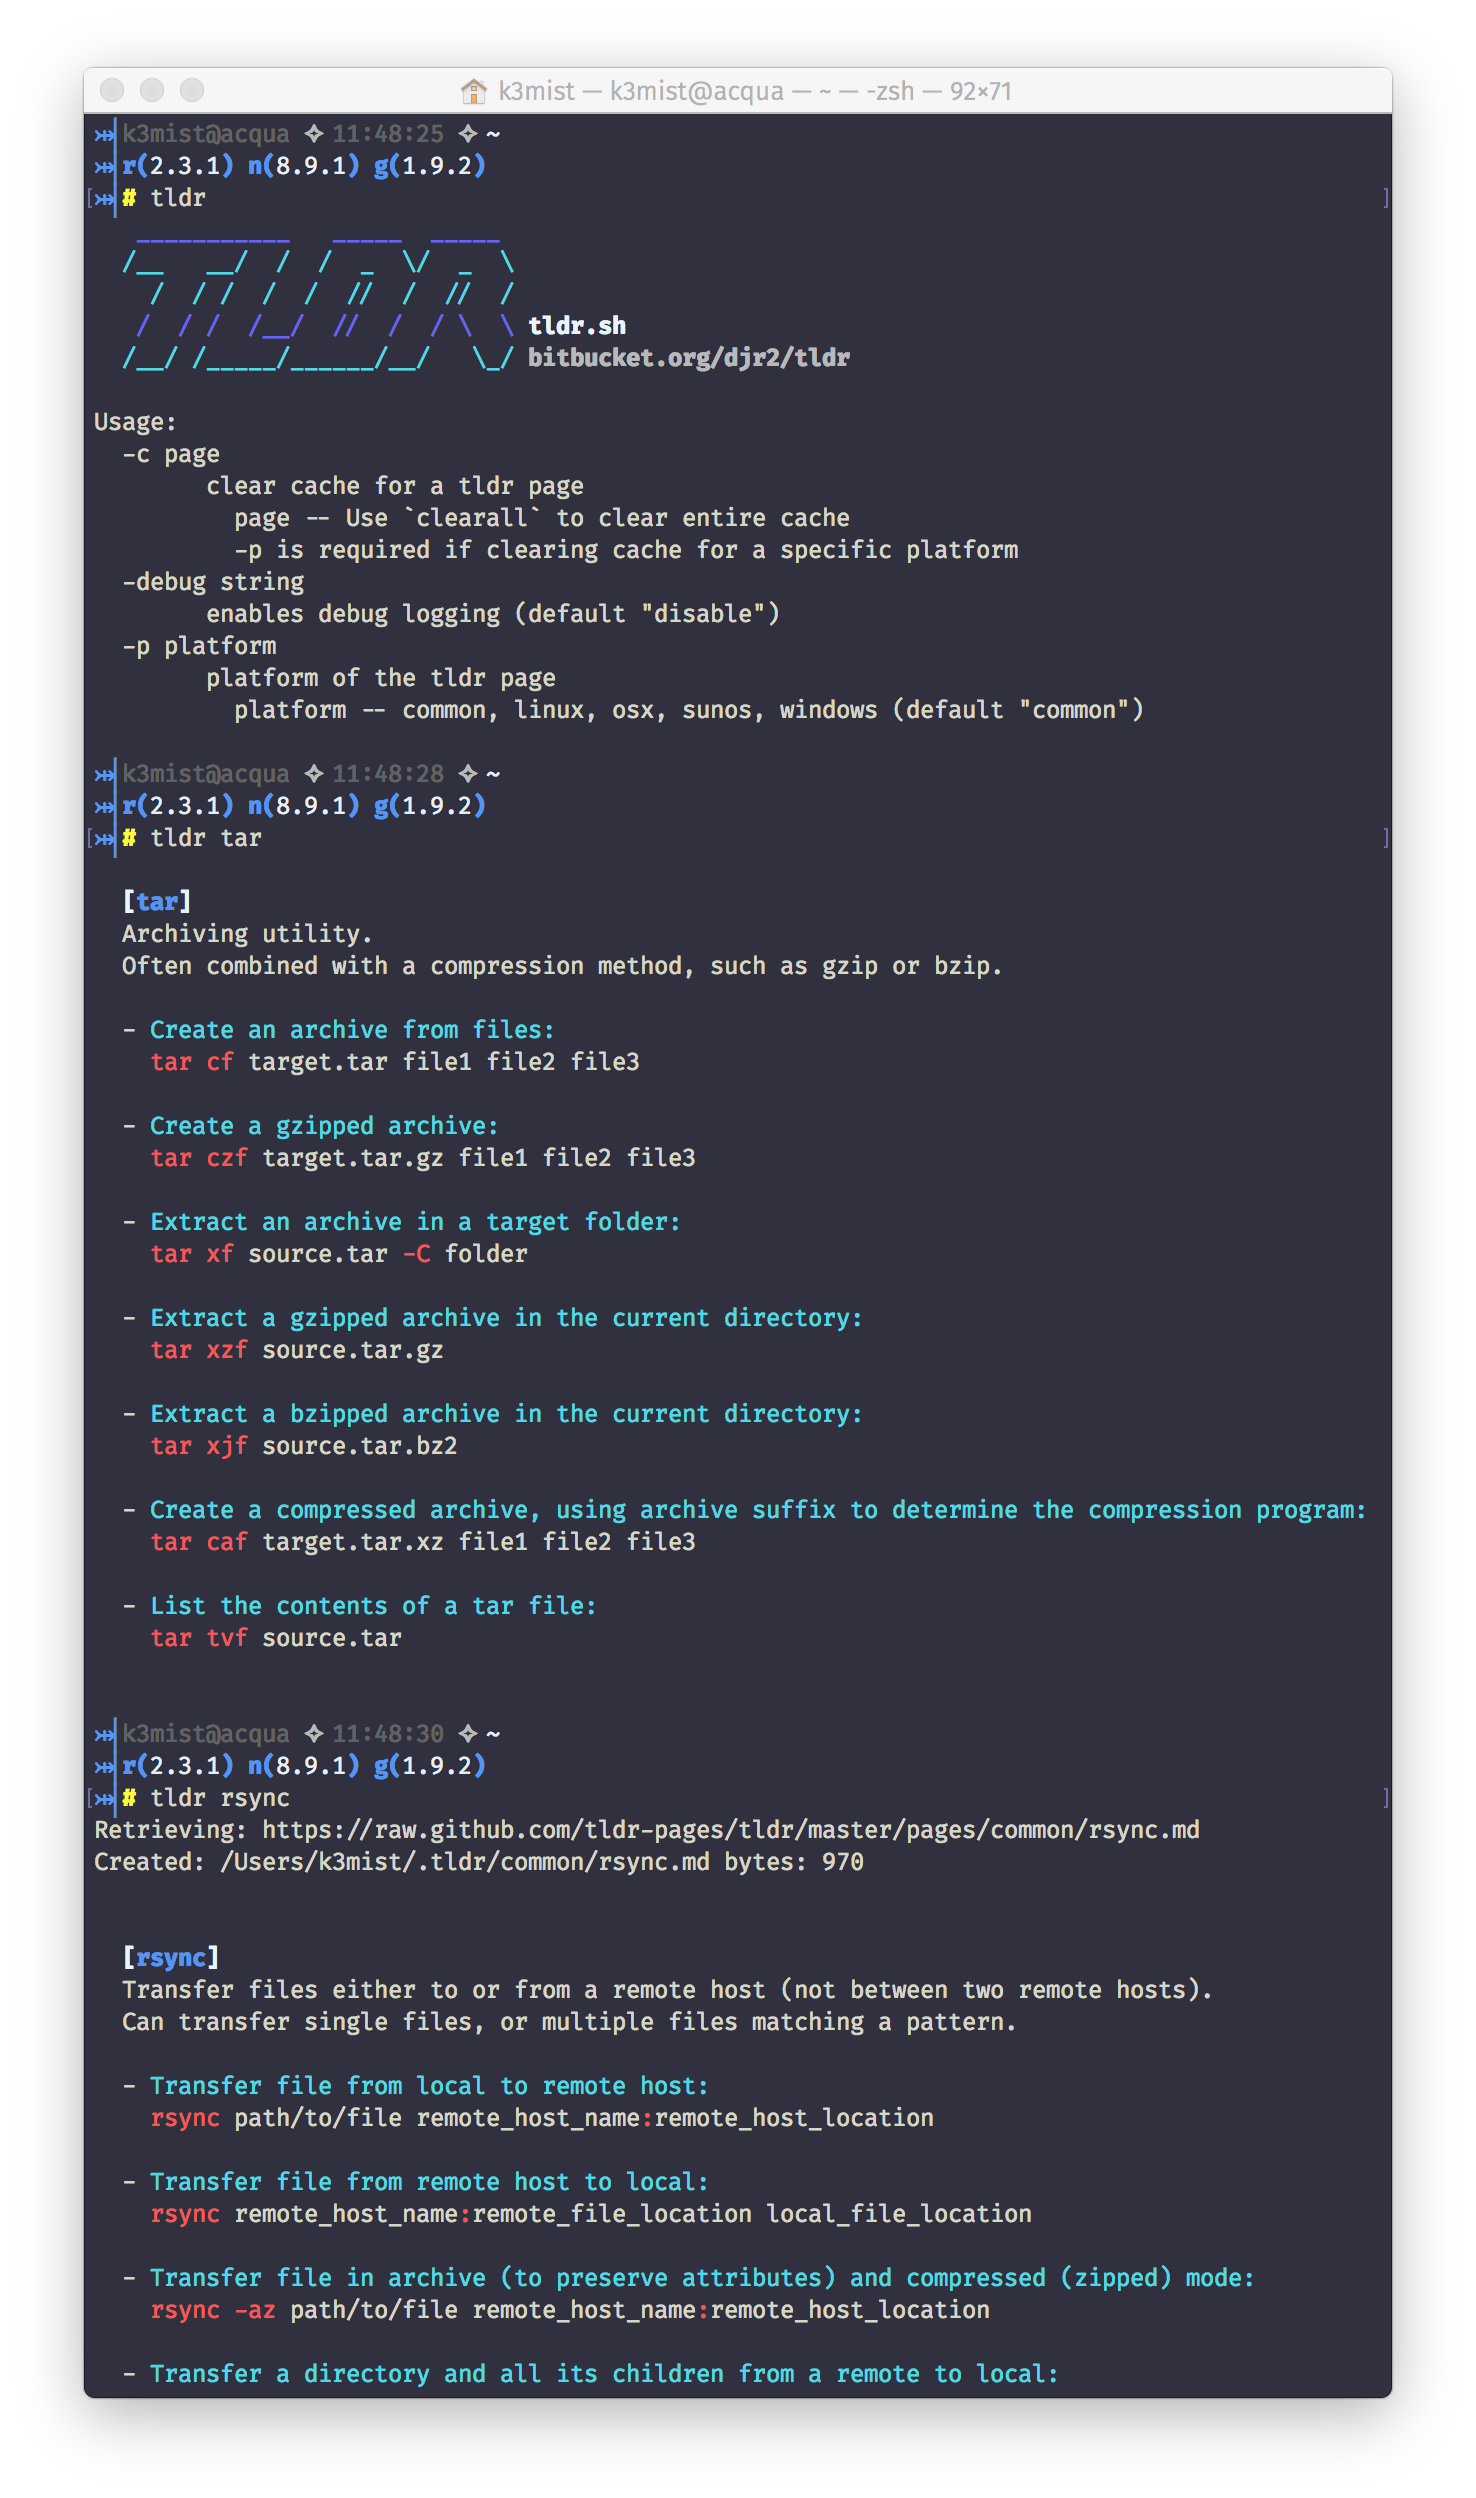 k3mist — k3mist@acqua — ~ — -zsh — 92×71
k3mist@acqua ✧ 11:48:25 ✧ ~
r(2.3.1) n(8.9.1) g(1.9.2)
# tldr
tldr.sh
bitbucket.org/djr2/tldr
Usage:
-c page
clear cache for a tldr page
page -- Use `clearall` to clear entire cache
-p is required if clearing cache for a specific platform
-debug string
enables debug logging (default "disable")
-p platform
platform of the tldr page
platform -- common, linux, osx, sunos, windows (default "common")
k3mist@acqua ✧ 11:48:28 ✧ ~
r(2.3.1) n(8.9.1) g(1.9.2)
# tldr tar
[tar]
Archiving utility.
Often combined with a compression method, such as gzip or bzip.
- Create an archive from files:
tar cf target.tar file1 file2 file3
- Create a gzipped archive:
tar czf target.tar.gz file1 file2 file3
- Extract an archive in a target folder:
tar xf source.tar -C folder
- Extract a gzipped archive in the current directory:
tar xzf source.tar.gz
- Extract a bzipped archive in the current directory:
tar xjf source.tar.bz2
- Create a compressed archive, using archive suffix to determine the compression program:
tar caf target.tar.xz file1 file2 file3
- List the contents of a tar file:
tar tvf source.tar
k3mist@acqua ✧ 11:48:30 ✧ ~
r(2.3.1) n(8.9.1) g(1.9.2)
# tldr rsync
Retrieving: https://raw.github.com/tldr-pages/tldr/master/pages/common/rsync.md
Created: /Users/k3mist/.tldr/common/rsync.md bytes: 970
[rsync]
Transfer files either to or from a remote host (not between two remote hosts).
Can transfer single files, or multiple files matching a pattern.
- Transfer file from local to remote host:
rsync path/to/file remote_host_name:remote_host_location
- Transfer file from remote host to local:
rsync remote_host_name:remote_file_location local_file_location
- Transfer file in archive (to preserve attributes) and compressed (zipped) mode:
rsync -az path/to/file remote_host_name:remote_host_location
- Transfer a directory and all its children from a remote to local: